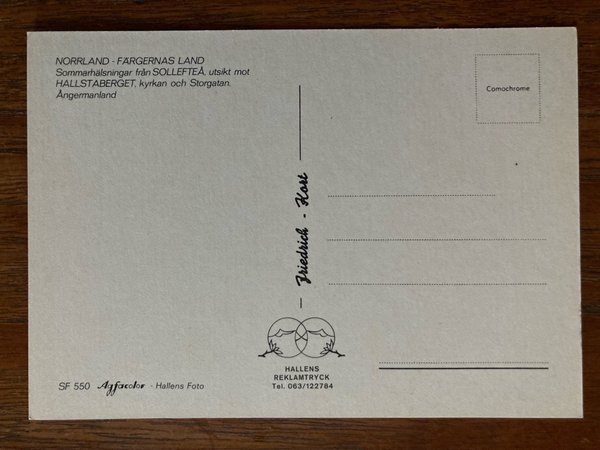 NORRLAND - FÄRGERNAS LAND
Sommarhälsningar från SOLLEFTEÅ, utsikt mot
HALLSTABERGET, kyrkan och Storgatan.
Ångermanland
Comochrome
Friedrich - Kort
HALLENS
REKLAMTRYCK
Tel. 063/122784
SF 550 Agfacolor - Hallens Foto